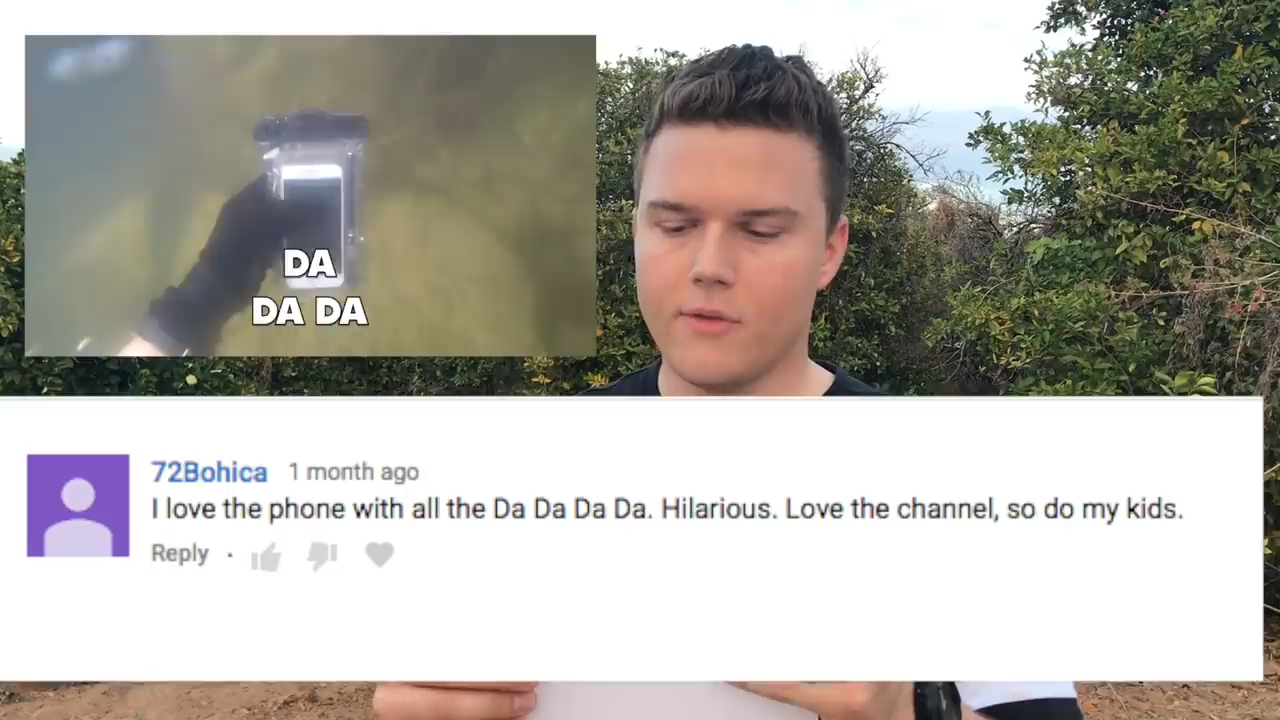 DA
DA DA
72Bohica 1 month ago
I love the phone with all the Da Da Da Da. Hilarious. Love the channel, so do my kids.
Reply ·